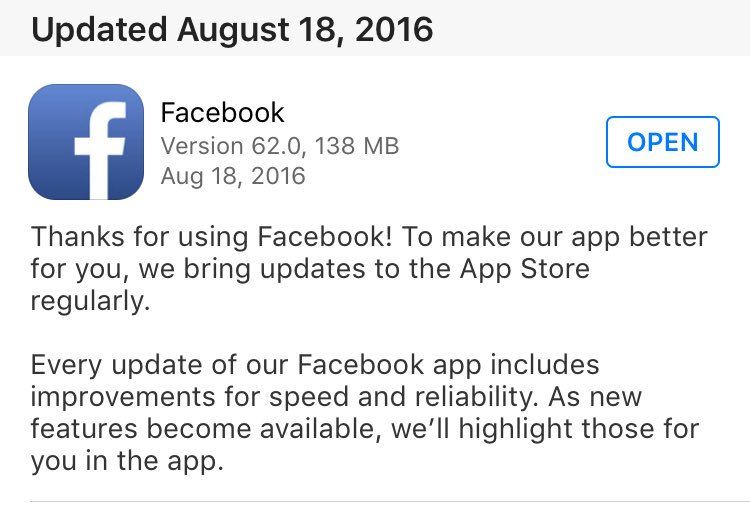 Updated August 18, 2016
f
Facebook
Version 62.0, 138 MB
Aug 18, 2016
OPEN
Thanks for using Facebook! To make our app better
for you, we bring updates to the App Store
regularly.
Every update of our Facebook app includes
improvements for speed and reliability. As new
features become available, we’ll highlight those for
you in the app.